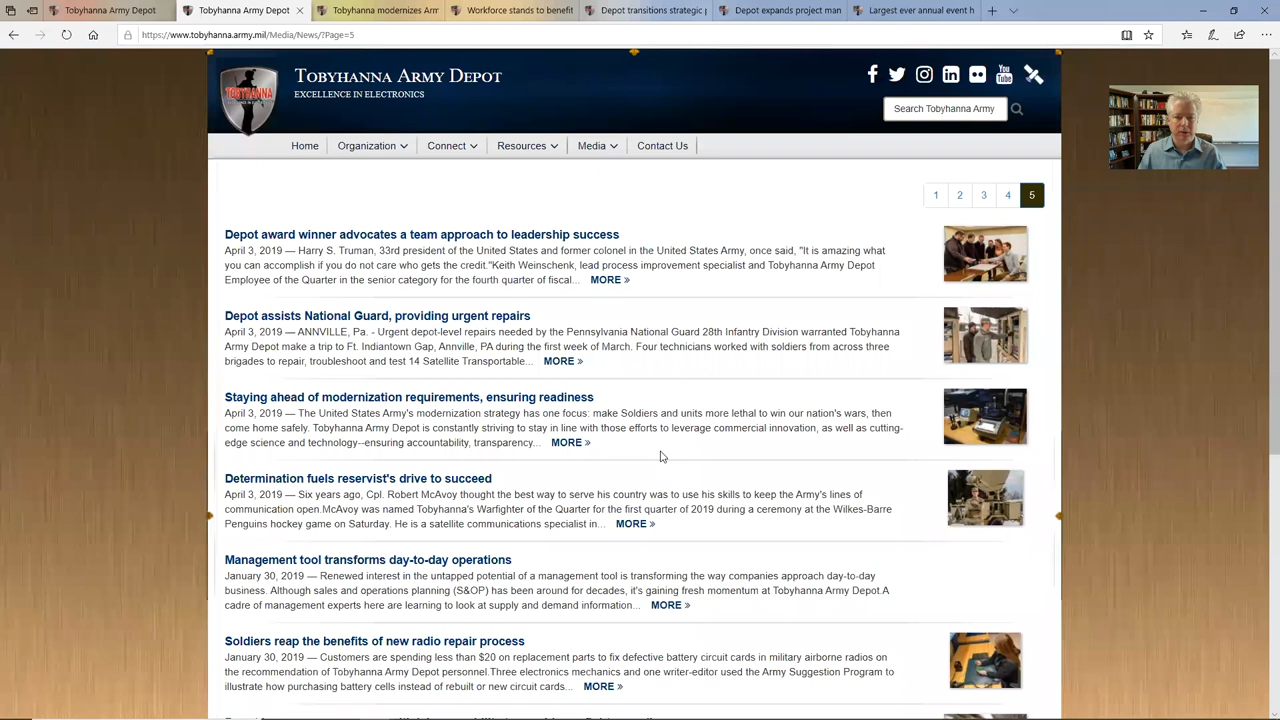 Tobyhanna Army Depot
Tobyhanna Army Depot
Tobyhanna modernizes Arm
Workforce stands to benefit
Depot transitions strategic p
Depot expands project man
Largest ever annual event h
https://www.tobyhanna.army.mil/Media/News/?Page=5
TOBYHANNA
TOBYHANNA ARMY DEPOT
EXCELLENCE IN ELECTRONICS
You Tube
Search Tobyhanna Army
Home Organization Connect Resources Media Contact Us
1 2 3 4 5
Depot award winner advocates a team approach to leadership success
April 3, 2019 — Harry S. Truman, 33rd president of the United States and former colonel in the United States Army, once said, "It is amazing what
you can accomplish if you do not care who gets the credit."Keith Weinschenk, lead process improvement specialist and Tobyhanna Army Depot
Employee of the Quarter in the senior category for the fourth quarter of fiscal... MORE »
Depot assists National Guard, providing urgent repairs
April 3, 2019 — ANNVILLE, Pa. - Urgent depot-level repairs needed by the Pennsylvania National Guard 28th Infantry Division warranted Tobyhanna
Army Depot make a trip to Ft. Indiantown Gap, Annville, PA during the first week of March. Four technicians worked with soldiers from across three
brigades to repair, troubleshoot and test 14 Satellite Transportable... MORE »
Staying ahead of modernization requirements, ensuring readiness
April 3, 2019 — The United States Army's modernization strategy has one focus: make Soldiers and units more lethal to win our nation's wars, then
come home safely. Tobyhanna Army Depot is constantly striving to stay in line with those efforts to leverage commercial innovation, as well as cutting-
edge science and technology--ensuring accountability, transparency... MORE »
Determination fuels reservist's drive to succeed
April 3, 2019 — Six years ago, Cpl. Robert McAvoy thought the best way to serve his country was to use his skills to keep the Army's lines of
communication open.McAvoy was named Tobyhanna's Warfighter of the Quarter for the first quarter of 2019 during a ceremony at the Wilkes-Barre
Penguins hockey game on Saturday. He is a satellite communications specialist in... MORE »
Management tool transforms day-to-day operations
January 30, 2019 — Renewed interest in the untapped potential of a management tool is transforming the way companies approach day-to-day
business. Although sales and operations planning (S&OP) has been around for decades, it's gaining fresh momentum at Tobyhanna Army Depot.A
cadre of management experts here are learning to look at supply and demand information... MORE »
Soldiers reap the benefits of new radio repair process
January 30, 2019 — Customers are spending less than $20 on replacement parts to fix defective battery circuit cards in military airborne radios on
the recommendation of Tobyhanna Army Depot personnel.Three electronics mechanics and one writer-editor used the Army Suggestion Program to
illustrate how purchasing battery cells instead of rebuilt or new circuit cards... MORE »